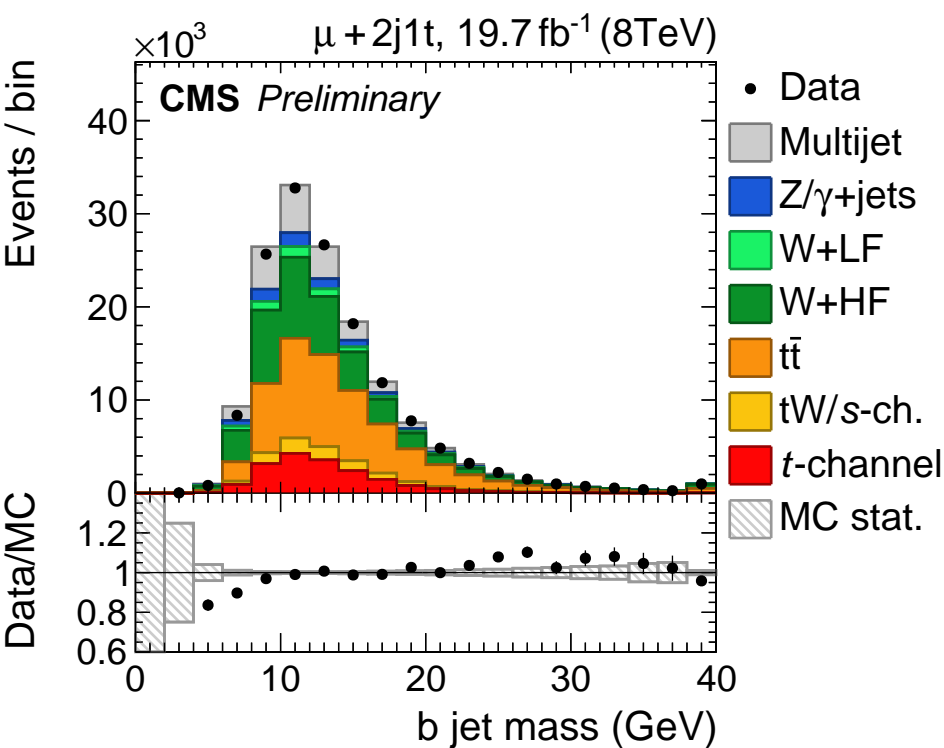 ×10³ μ + 2j1t, 19.7 fb⁻¹ (8TeV)
CMS Preliminary
Events / bin
40
30
20
10
0
Data
Multijet
Z/γ+jets
W+LF
W+HF
tt̄
tW/s-ch.
t-channel
MC stat.
Data/MC
1.2
1
0.8
0.6
0 10 20 30 40
b jet mass (GeV)